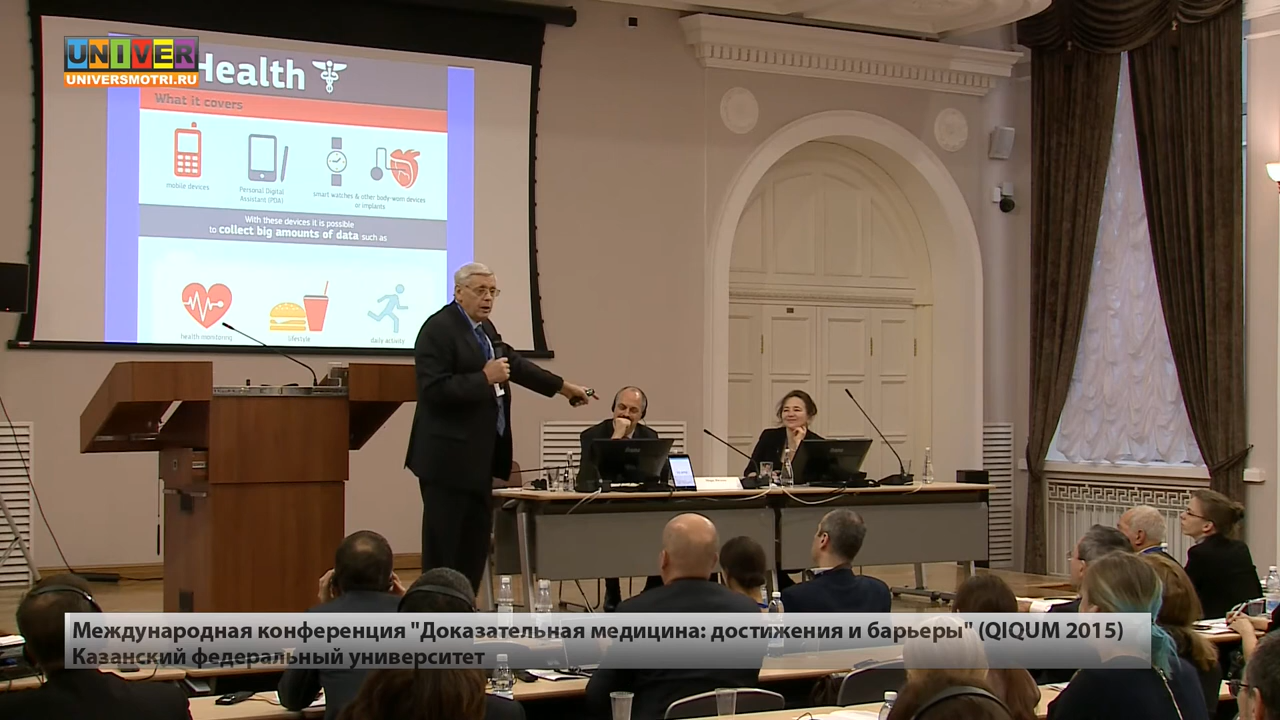 UNIVER
UNIVERSMOTRI.RU
Health
What it covers
mobile devices
Personal Digital
Assistant (PDA)
smart watches & other body-worn devices
or implants
With these devices it is possible
to collect big amounts of data such as
health monitoring
lifestyle
daily activity
Международная конференция "Доказательная медицина: достижения и барьеры" (QIQUM 2015)
Казанский федеральный университет